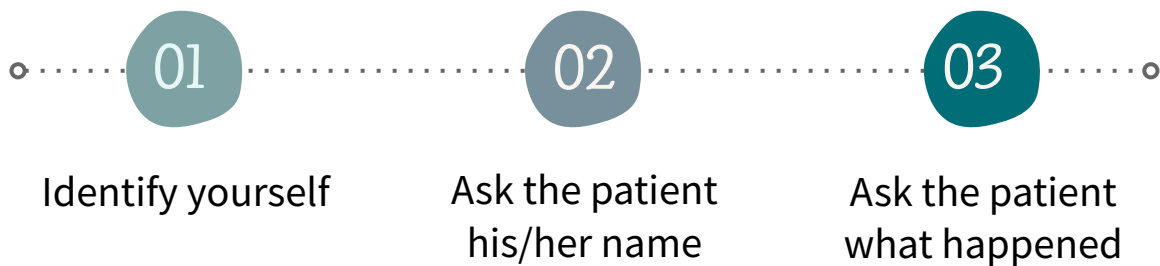 01
Identify yourself
02
Ask the patient
his/her name
03
Ask the patient
what happened